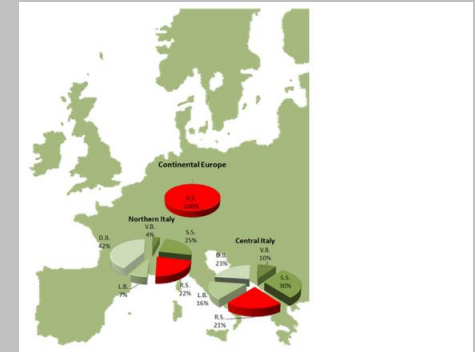 Continental Europe
R.S.
100%
Northern Italy
V.B.
4%
S.S.
25%
D.B.
42%
L.B.
7%
R.S.
22%
Central Italy
V.B.
10%
D.B.
23%
S.S.
30%
L.B.
16%
R.S.
21%